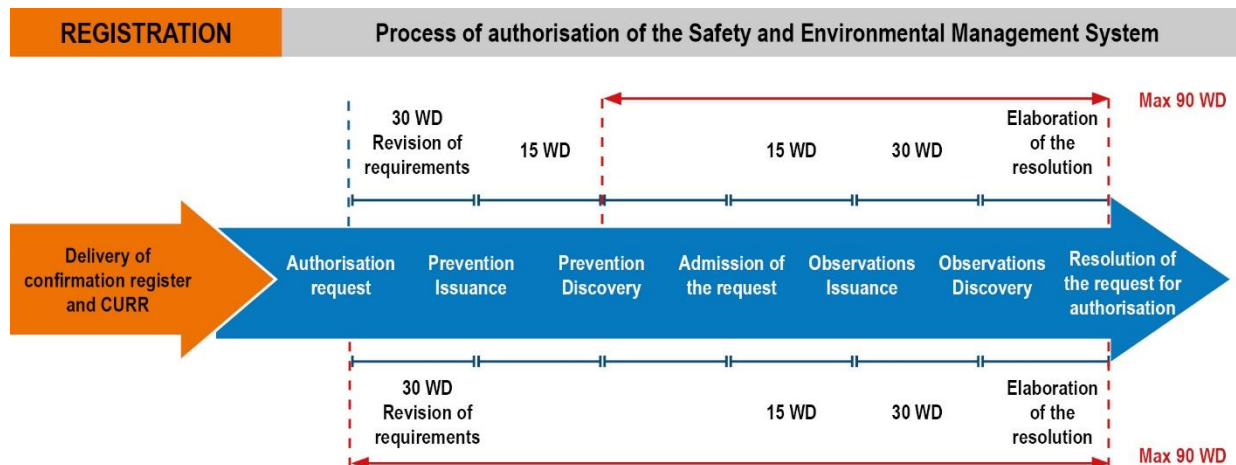 REGISTRATION
Process of authorisation of the Safety and Environmental Management System
Max 90 WD
30 WD
Revision of
requirements
15 WD
15 WD
30 WD
Elaboration
of the
resolution
Delivery of
confirmation register
and CURR
Authorisation
request
Prevention
Issuance
Prevention
Discovery
Admission of
the request
Observations
Issuance
Observations
Discovery
Resolution of
the request for
authorisation
30 WD
Revision of
requirements
15 WD
30 WD
Elaboration
of the
resolution
Max 90 WD